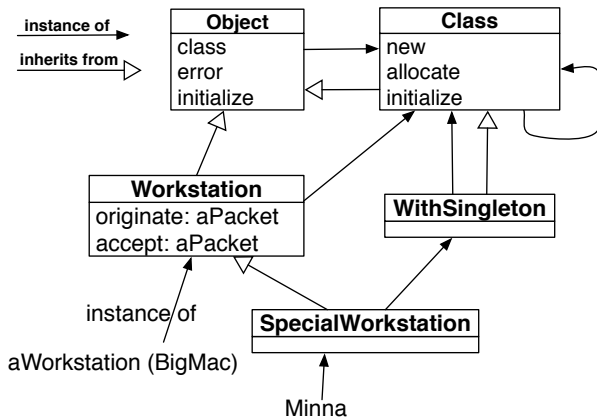 instance of
inherits from
Object
class
error
initialize
Class
new
allocate
initialize
Workstation
originate: aPacket
accept: aPacket
WithSingleton
instance of
SpecialWorkstation
aWorkstation (BigMac)
Minna